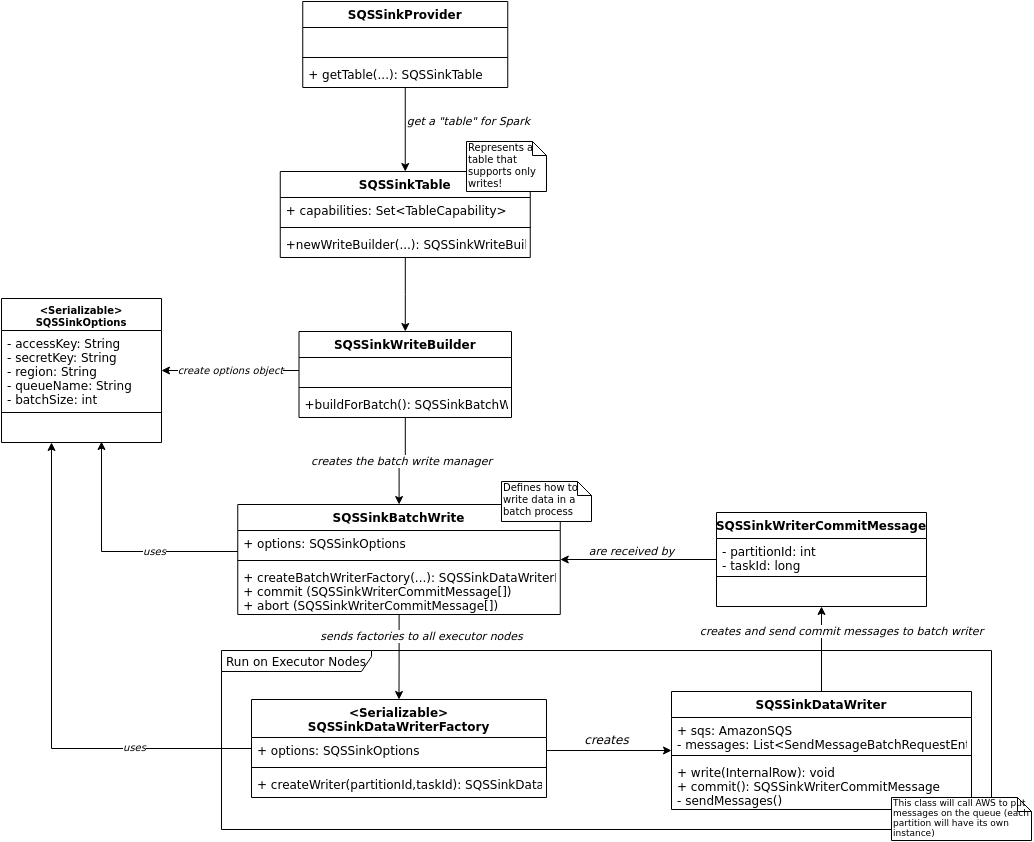 SQSSinkProvider
+ getTable(...): SQSSinkTable
get a "table" for Spark
Represents a
table that
supports only
writes!
SQSSinkTable
+ capabilities: Set<TableCapability>
+newWriteBuilder(...): SQSSinkWriteBuil
<Serializable>
SQSSinkOptions
- accessKey: String
- secretKey: String
- region: String
- queueName: String
- batchSize: int
create options object
SQSSinkWriteBuilder
+buildForBatch(): SQSSinkBatchW
creates the batch write manager
Defines how to
write data in a
batch process
SQSSinkBatchWrite
+ options: SQSSinkOptions
+ createBatchWriterFactory(...): SQSSinkDataWriterF
+ commit (SQSSinkWriterCommitMessage[])
+ abort (SQSSinkWriterCommitMessage[])
uses
are received by
SQSSinkWriterCommitMessage
- partitionId: int
- taskId: long
sends factories to all executor nodes
creates and send commit messages to batch writer
Run on Executor Nodes
<Serializable>
SQSSinkDataWriterFactory
+ options: SQSSinkOptions
+ createWriter(partitionId,taskId): SQSSinkData
uses
creates
SQSSinkDataWriter
+ sqs: AmazonSQS
- messages: List<SendMessageBatchRequestEnt
+ write(InternalRow): void
+ commit(): SQSSinkWriterCommitMessage
- sendMessages()
This class will call AWS to put
messages on the queue (each
partition will have its own
instance)